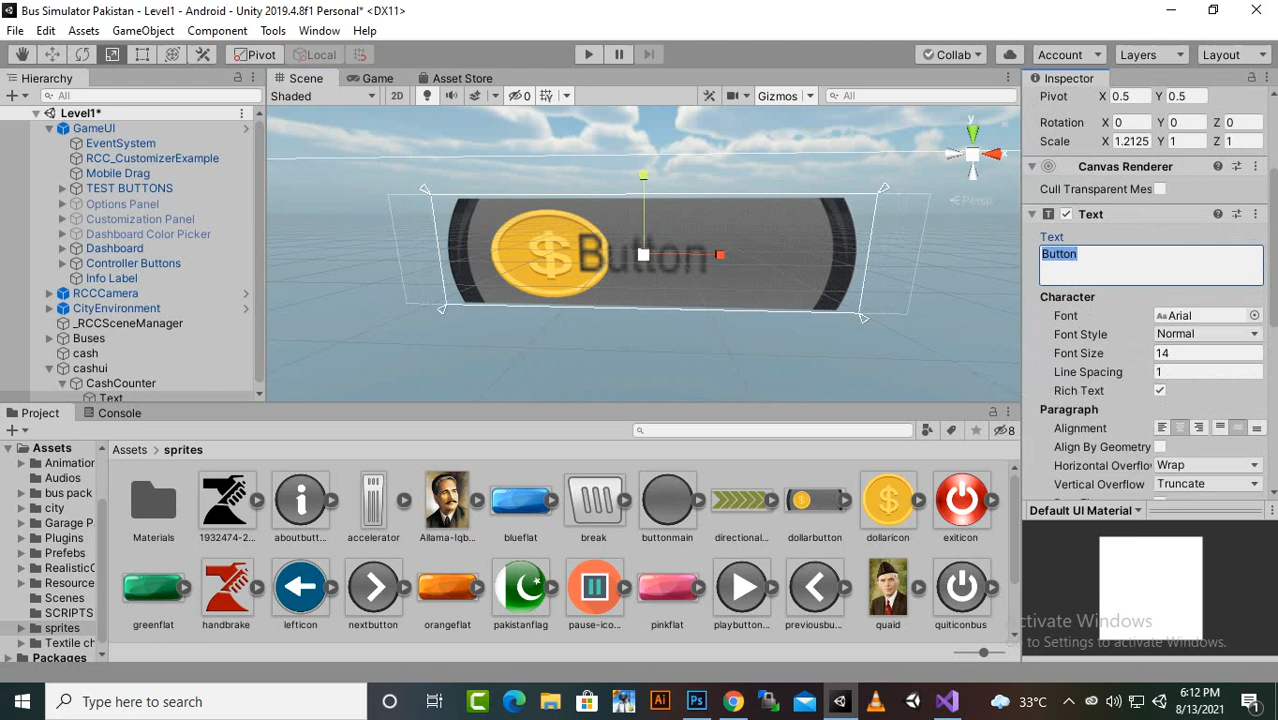 Bus Simulator Pakistan - Level1 - Android - Unity 2019.4.8f1 Personal* <DX11>
File Edit Assets GameObject Component Tools Window Help
Pivot Local Collab Account Layers Layout
Hierarchy
All
Level1*
GameUI
EventSystem
RCC_CustomizerExample
Mobile Drag
TEST BUTTONS
Options Panel
Customization Panel
Dashboard Color Picker
Dashboard
Controller Buttons
Info Label
RCCCamera
CityEnvironment
_RCCSceneManager
Buses
cash
cashui
CashCounter
Text
Scene Game Asset Store
Shaded 2D 0 Gizmos All
y
x
Persp
Button
Inspector
Pivot X 0.5 Y 0.5
Rotation X 0 Y 0 Z 0
Scale X 1.2125 Y 1 Z 1
Canvas Renderer
Cull Transparent Mes
Text
Text
Button
Character
Font Arial
Font Style Normal
Font Size 14
Line Spacing 1
Rich Text
Paragraph
Alignment
Align By Geometry
Horizontal Overflow Wrap
Vertical Overflow Truncate
Default UI Material
Project Console
8
Assets
Animation
Audios
bus pack
city
Garage P
Plugins
Prefebs
RealisticC
Resource
Scenes
SCRIPTS
sprites
Textile ch
Packages
Assets > sprites
Materials 1932474-2... aboutbutt... accelerator Allama-Iqb... blueflat break buttonmain directional... dollarbutton dollaricon exiticon
greenflat handbrake lefticon nextbutton orangeflat pakistanflag pause-ico... pinkflat playbutton... previousbu... quaid quiticonbus
Activate Windows
Go to Settings to activate Windows.
Type here to search
33°C
6:12 PM
8/13/2021
1